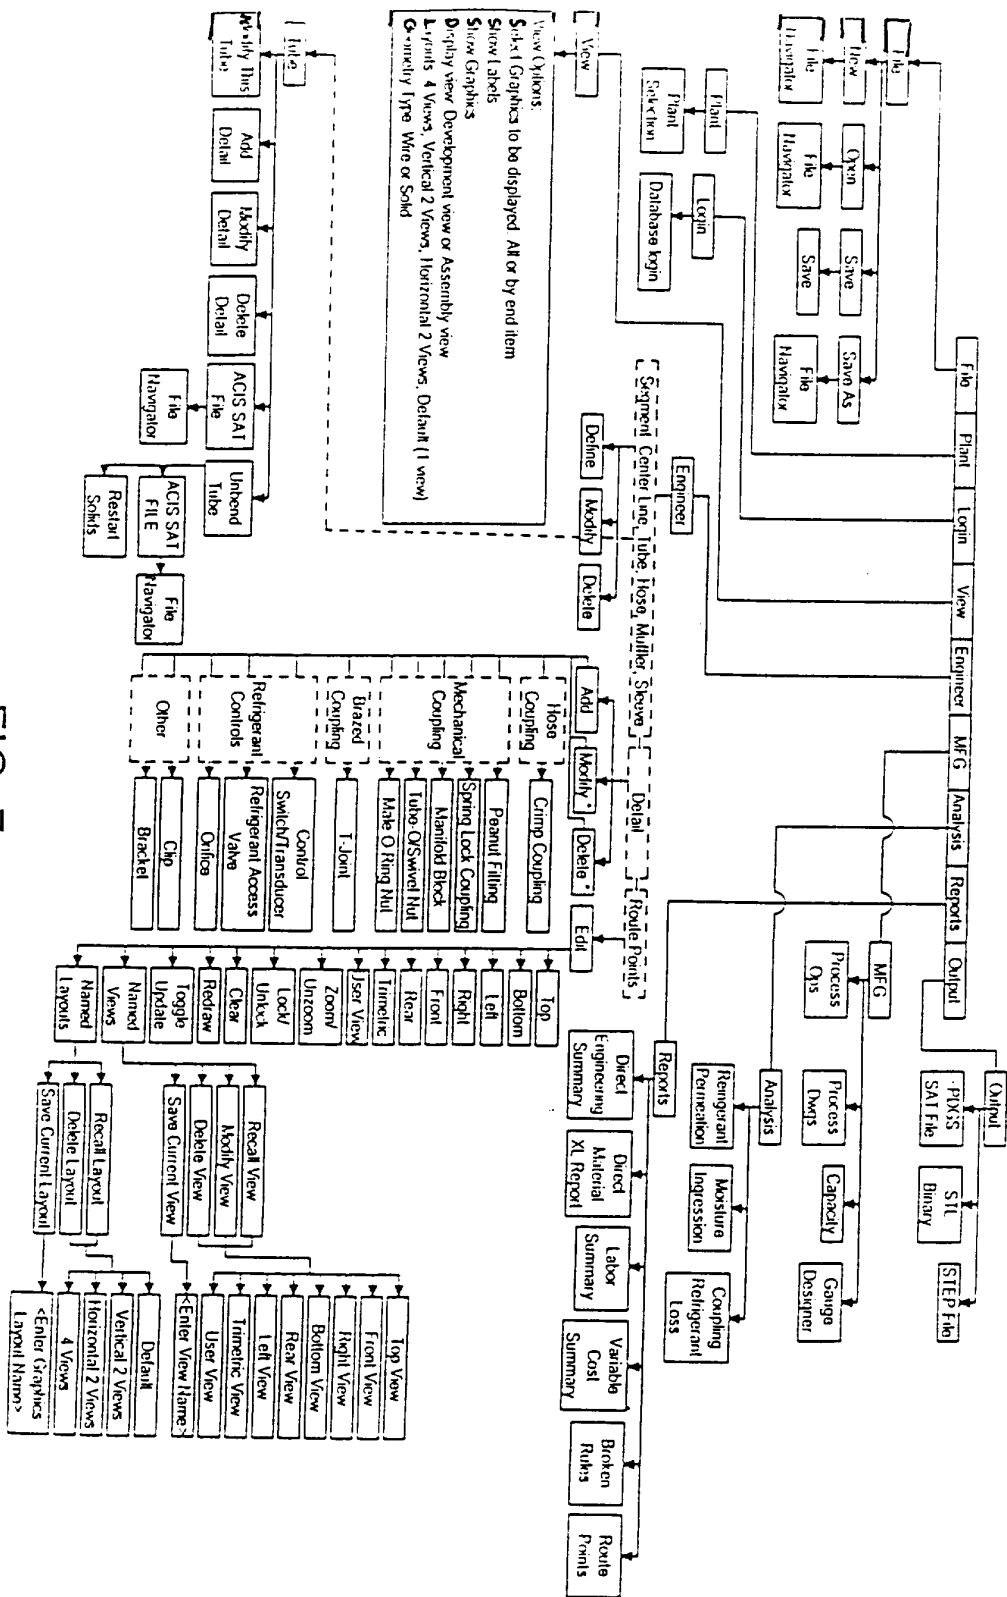 File
Plant
Login
View
Engineer
MFG
Analysis
Reports
Output
File
New
Open
Save
Save As
File
Navigator
File
Navigator
Save
File
Navigator
Plant
Plant
Selection
Login
Database login
View
View Options:
Select Graphics to be displayed. All or by end item
Show Labels
Show Graphics
Display view Development view or Assembly view
Layouts 4 Views, Vertical 2 Views, Horizontal 2 Views, Default (1 view)
Geometry Type Wire or Solid
Engineer
Segment Center Line, Tube, Hose, Muffler, Sleeve
Detail
Route Points
Define
Modify
Delete
Tube
Modify This
Tube
Add
Detail
Modify
Detail
Delete
Detail
ACIS SAT
File
Unbend
Tube
File
Navigator
ACIS SAT
FILE
Restart
Solids
File
Navigator
Add
Modify *
Delete *
Hose
Coupling
Crimp Coupling
Mechanical
Coupling
Peanut Fitting
Spring Lock Coupling
Manifold Block
Tube-O/Swivel Nut
Male O Ring Nut
Brazed
Coupling
T-Joint
Refrigerant
Controls
Control
Switch/Transducer
Refrigerant Access
Valve
Orifice
Other
Clip
Bracket
Edit
Top
Bottom
Left
Right
Front
Rear
Trimetric
User View
Zoom/
Unzoom
Lock/
Unlock
Clear
Redraw
Toggle
Update
Named
Views
Named
Layouts
Recall View
Modify View
Delete View
Save Current View
Recall Layout
Delete Layout
Save Current Layout
Top View
Front View
Right View
Bottom View
Rear View
Left View
Trimetric View
User View
<Enter View Name>
Default
Vertical 2 Views
Horizontal 2 Views
4 Views
<Enter Graphics
Layout Name>
MFG
Process
Ops
Process
Dwgs
Capacity
Gauge
Designer
Analysis
Refrigerant
Permeation
Moisture
Ingression
Coupling
Refrigerant
Loss
Reports
Direct
Engineering
Summary
Direct
Material
XL Report
Labor
Summary
Variable
Cost
Summary
Broken
Rules
Route
Points
Output
PDGS
SAT File
STL
Binary
STEP File